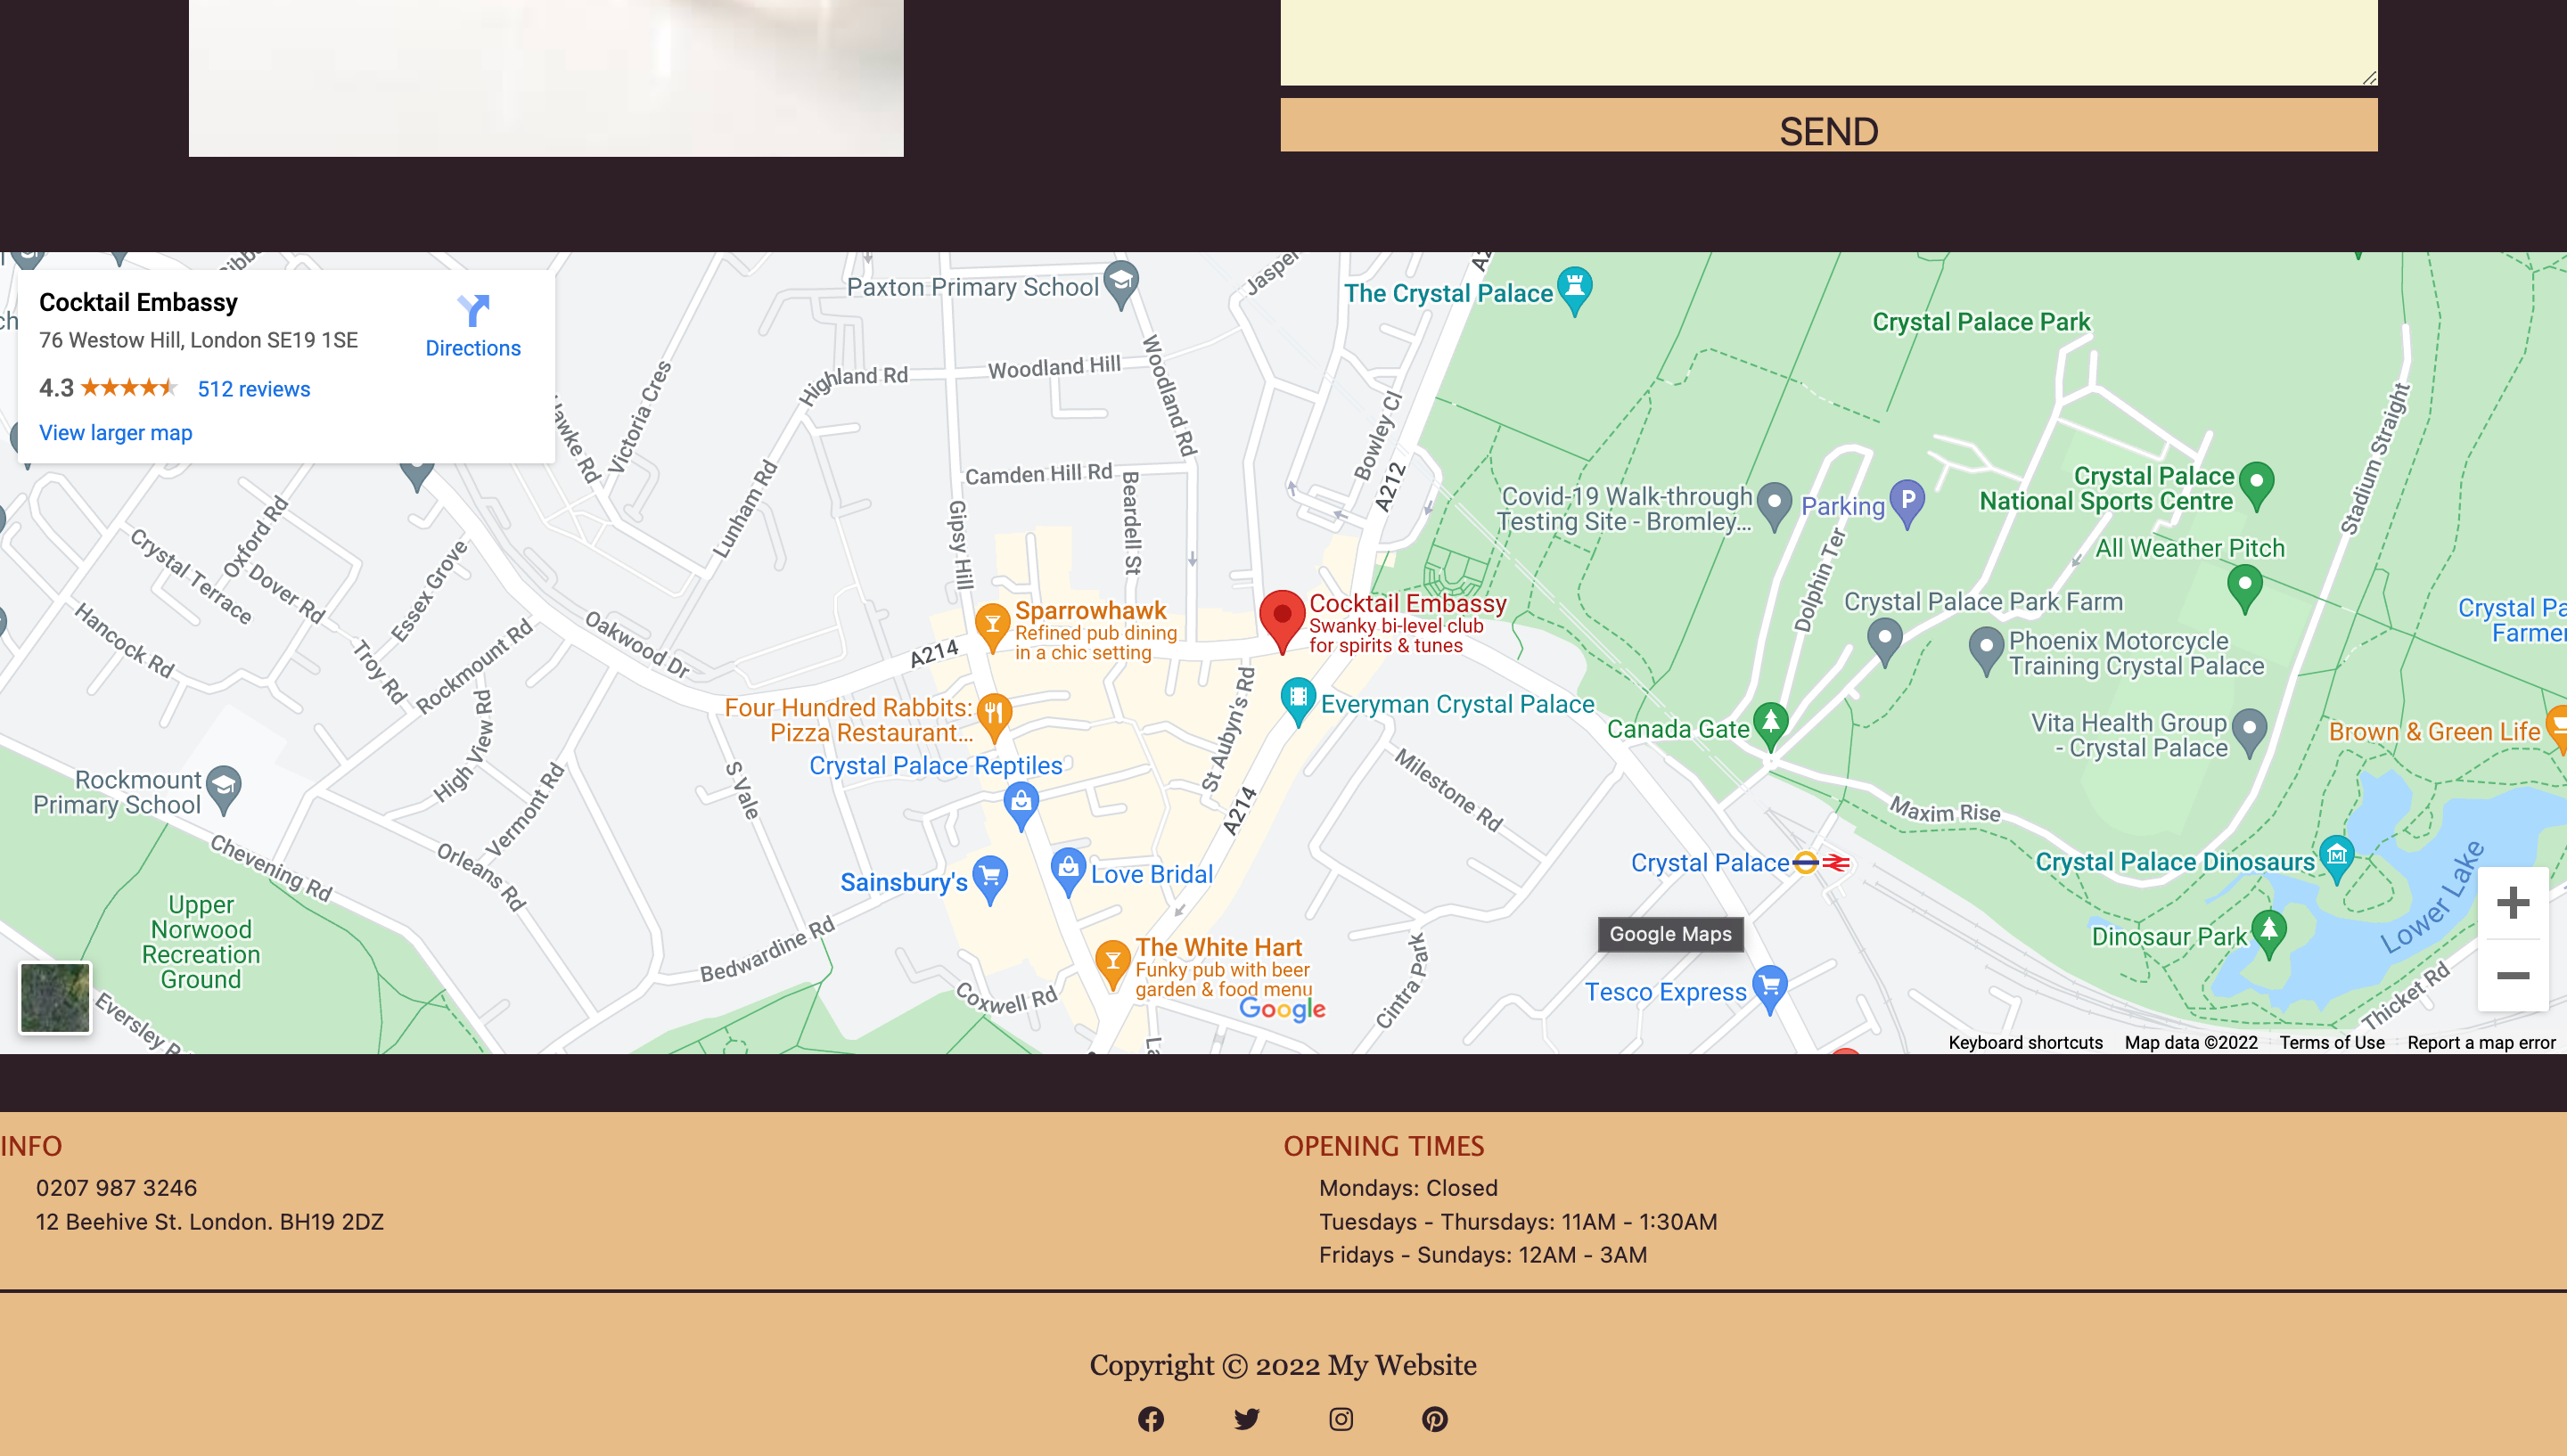 SEND
Cocktail Embassy
76 Westow Hill, London SE19 1SE
4.3
512 reviews
View larger map
Directions
Paxton Primary School
The Crystal Palace
Crystal Palace Park
Highland Rd
Woodland Hill
Woodland Rd
Victoria Cres
Bowley Cl
A212
Stadium Straight
Camden Hill Rd
Lunham Rd
Gipsy Hill
Beardell St
Covid-19 Walk-through
Testing Site - Bromley...
Parking
P
Crystal Palace
National Sports Centre
All Weather Pitch
Oxford Rd
Crystal Terrace
Dover Rd
Essex Grove
Hancock Rd
Troy Rd
Rockmount Rd
Oakwood Dr
A214
Sparrowhawk
Refined pub dining
in a chic setting
Cocktail Embassy
Swanky bi-level club
for spirits & tunes
Dolphin Ter
Crystal Palace Park Farm
Phoenix Motorcycle
Training Crystal Palace
Four Hundred Rabbits:
Pizza Restaurant...
St Aubyn's Rd
Everyman Crystal Palace
Canada Gate
Vita Health Group
- Crystal Palace
Brown & Green Life
Crystal Palace Reptiles
High View Rd
Vermont Rd
S Vale
A214
Milestone Rd
Maxim Rise
Rockmount
Primary School
Chevening Rd
Orleans Rd
Sainsbury's
Love Bridal
Crystal Palace
Crystal Palace Dinosaurs
Lower Lake
Upper
Norwood
Recreation
Ground
Bedwardine Rd
The White Hart
Funky pub with beer
garden & food menu
Google Maps
Dinosaur Park
Coxwell Rd
Cintra Park
Tesco Express
Thicket Rd
Google
Keyboard shortcuts Map data ©2022 Terms of Use Report a map error
INFO
0207 987 3246
12 Beehive St. London. BH19 2DZ
OPENING TIMES
Mondays: Closed
Tuesdays - Thursdays: 11AM - 1:30AM
Fridays - Sundays: 12AM - 3AM
Copyright © 2022 My Website